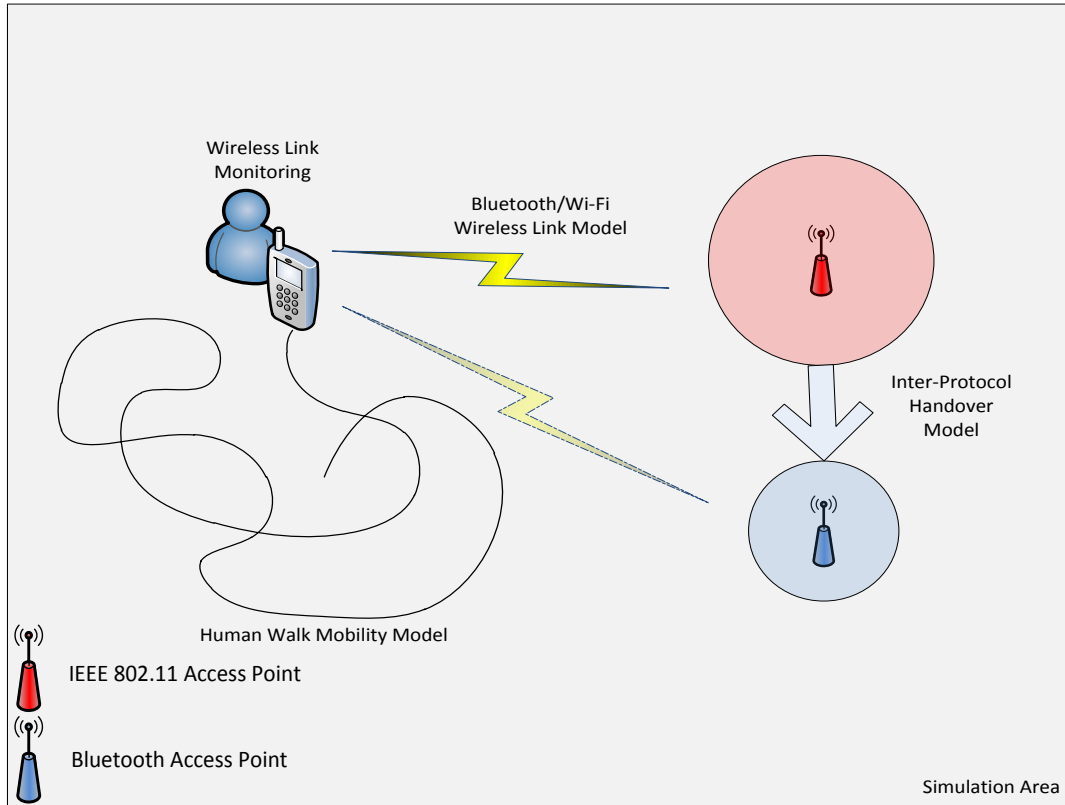 Wireless Link
Monitoring
Bluetooth/Wi-Fi
Wireless Link Model
Inter-Protocol
Handover
Model
Human Walk Mobility Model
IEEE 802.11 Access Point
Bluetooth Access Point
Simulation Area